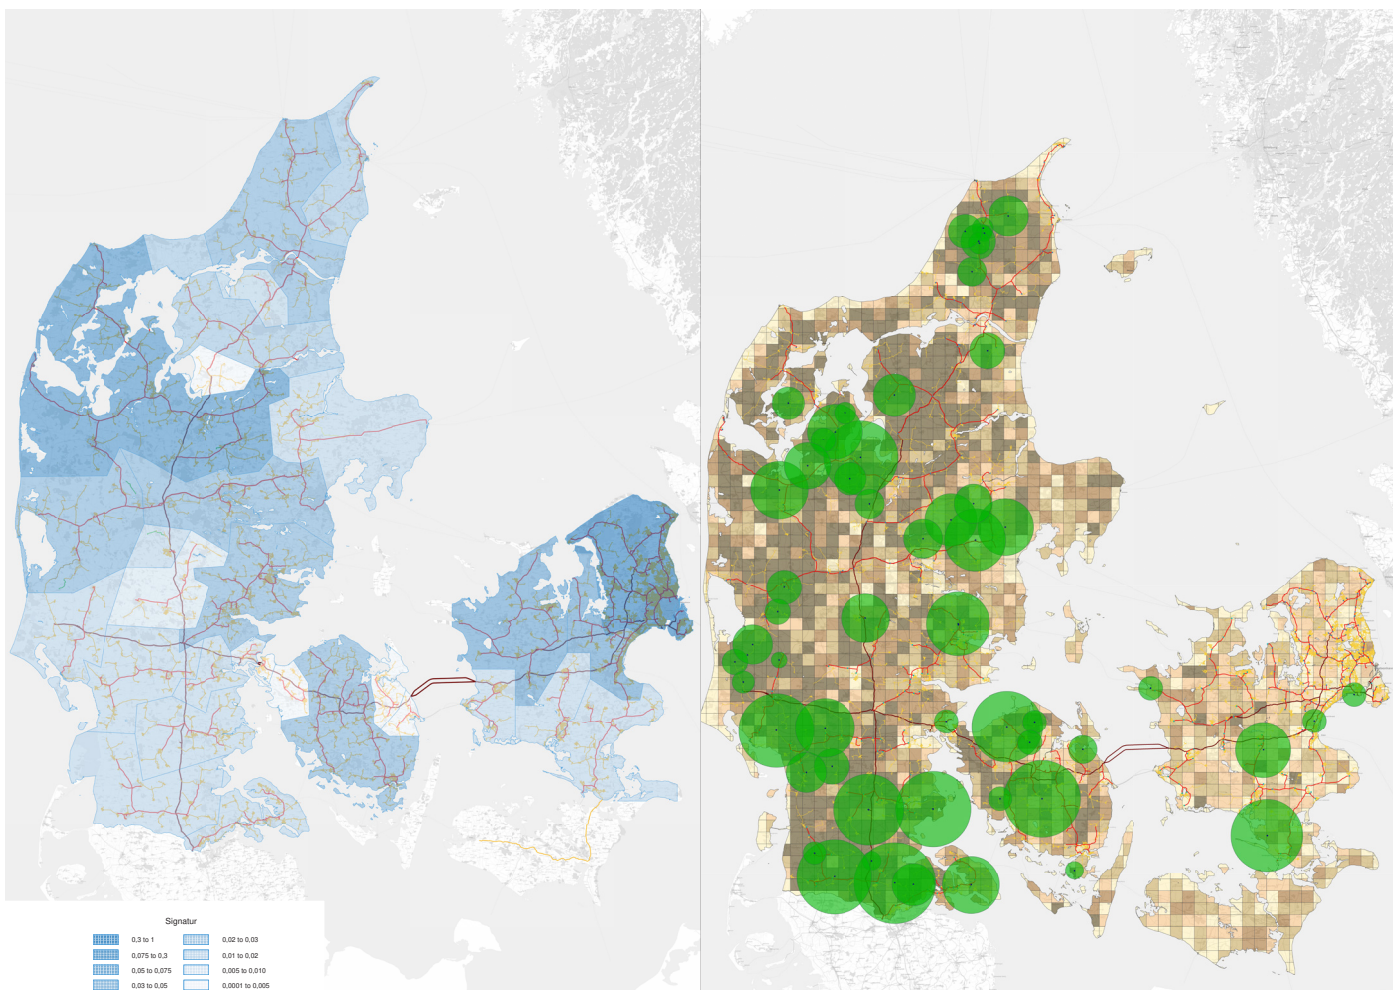 Signatur
0,3 to 1
0,02 to 0,03
0,075 to 0,3
0,01 to 0,02
0,05 to 0,075
0,005 to 0,010
0,03 to 0,05
0,0001 to 0,005